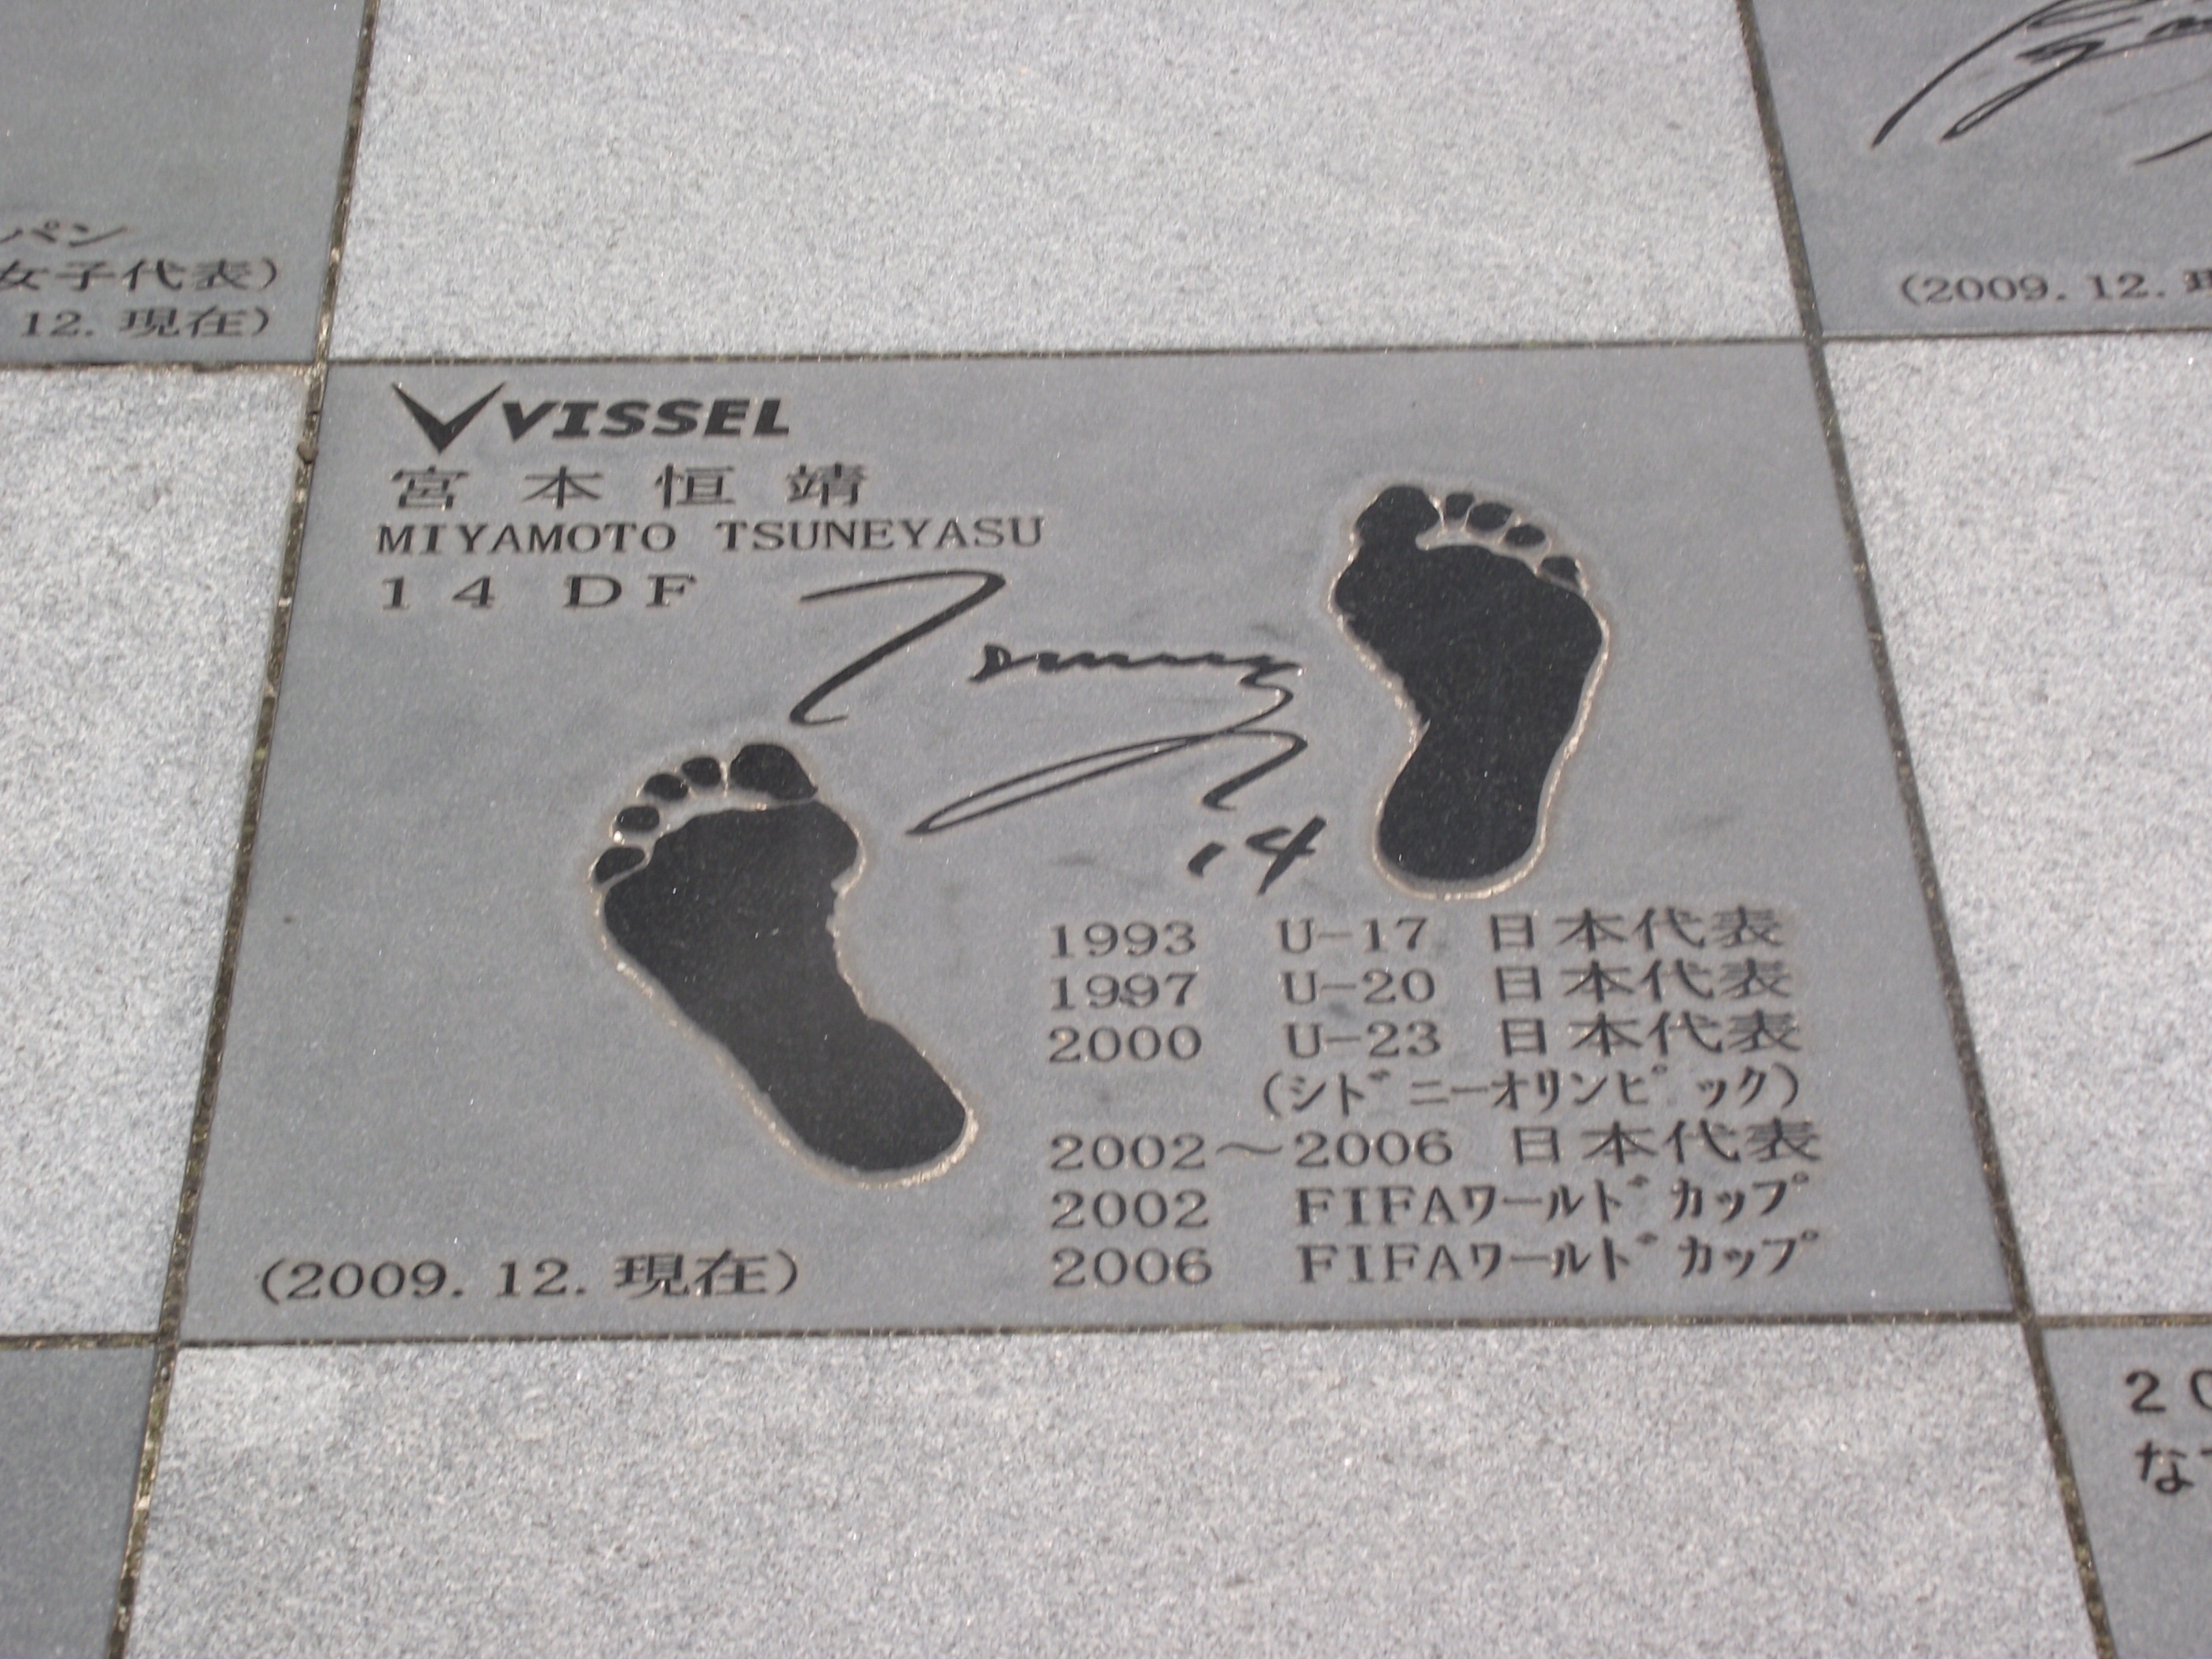 パン
女子代表)
12.現在)
(2009.12.
VISSEL
宮本恒靖
MIYAMOTO TSUNEYASU
14 DF
14
1993 U-17 日本代表
1997 U-20 日本代表
2000 U-23 日本代表
(シドニーオリンピック)
2002～2006 日本代表
2002 FIFAワールドカップ
2006 FIFAワールドカップ
(2009.12.現在)
な